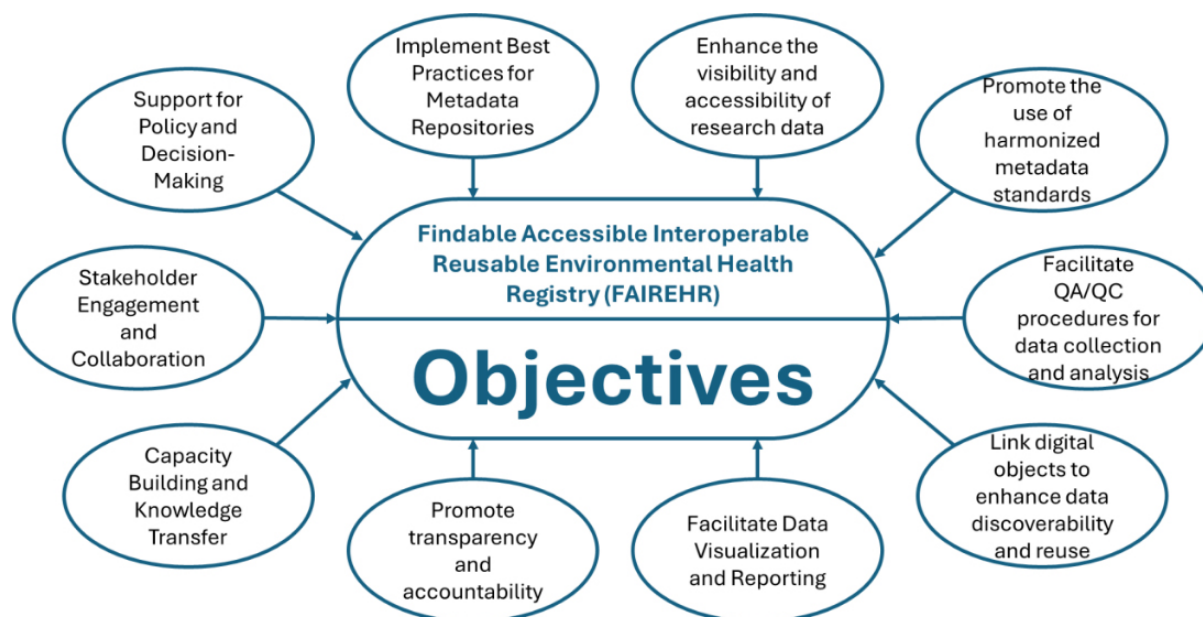 Implement Best
Practices for
Metadata
Repositories
Enhance the
visibility and
accessibility of
research data
Support for
Policy and
Decision-
Making
Promote the
use of
harmonized
metadata
standards
Findable Accessible Interoperable
Reusable Environmental Health
Registry (FAIREHR)
Objectives
Stakeholder
Engagement
and
Collaboration
Facilitate
QA/QC
procedures for
data collection
and analysis
Capacity
Building and
Knowledge
Transfer
Link digital
objects to
enhance data
discoverability
and reuse
Promote
transparency
and
accountability
Facilitate Data
Visualization
and Reporting